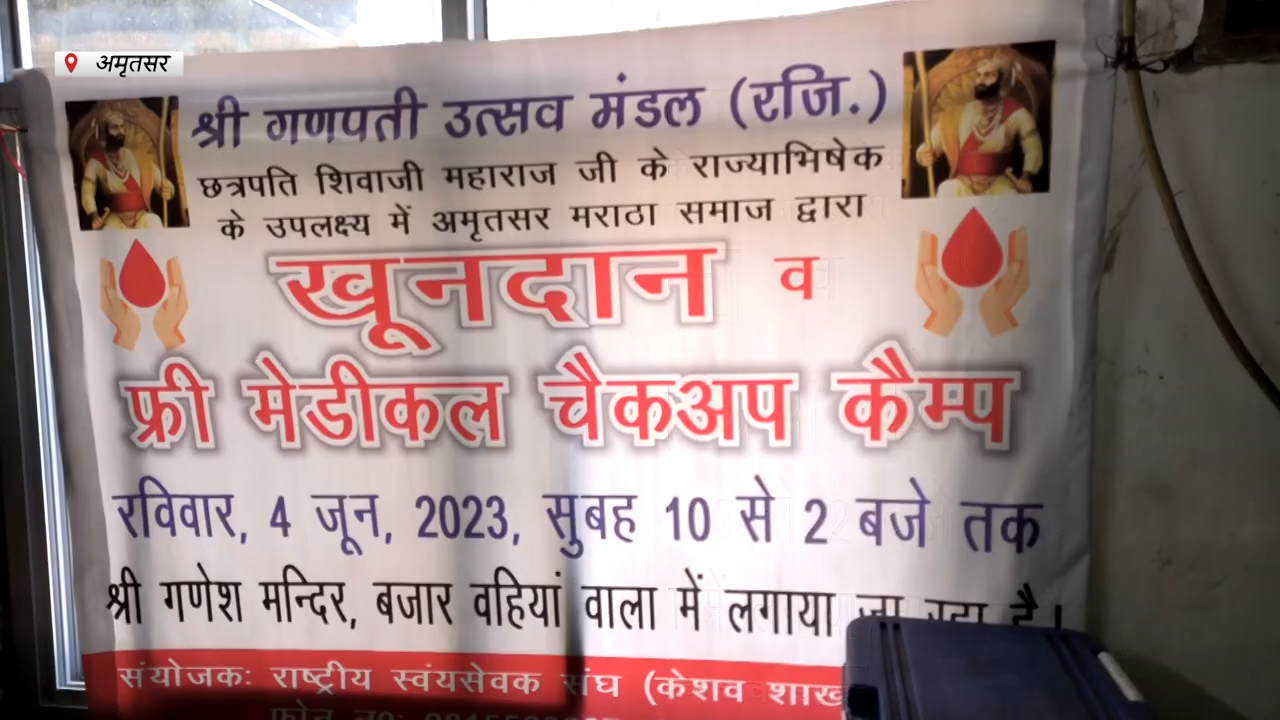 अमृतसर
श्री गणपती उत्सव मंडल (रजि.)
छत्रपति शिवाजी महाराज जी के राज्याभिषेक
के उपलक्ष्य में अमृतसर मराठा समाज द्वारा
खूनदान व
फ्री मेडीकल चैकअप कैम्प
रविवार, 4 जून, 2023, सुबह 10 से 2 बजे तक
श्री गणेश मन्दिर, बजार वहियां वाला में लगाया जा रहा है।
संयोजकः राष्ट्रीय स्वंयसेवक संघ (केशव